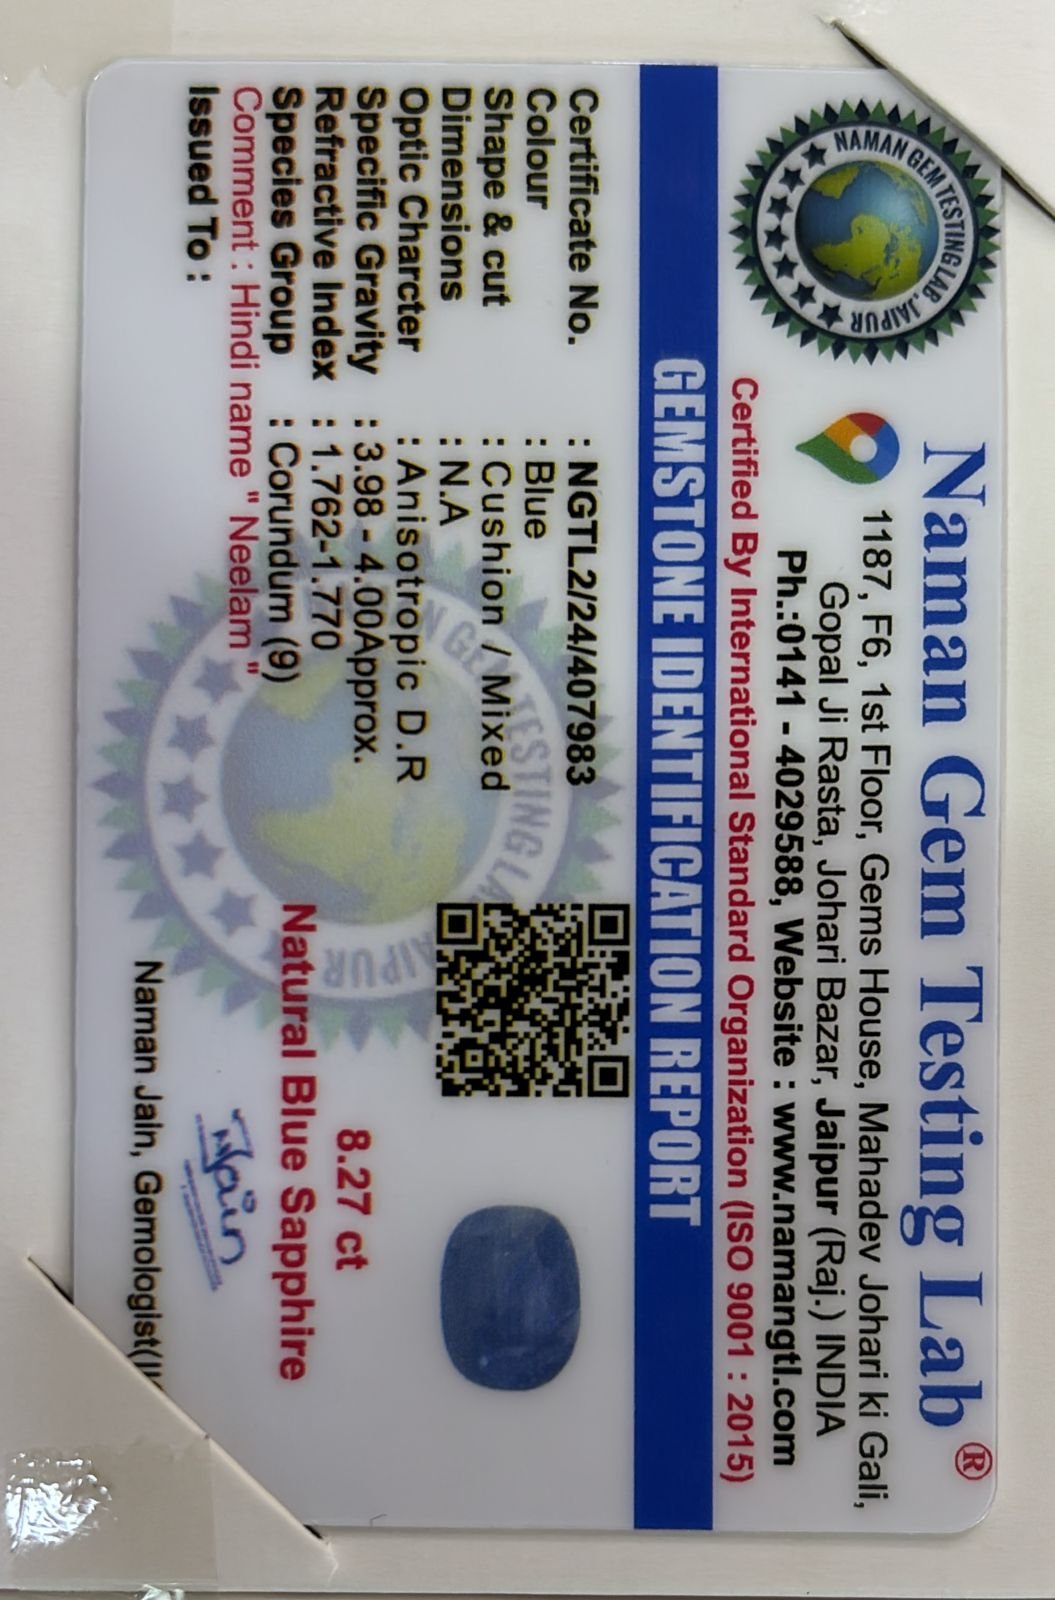 NAMAN GEM TESTING LAB, JAIPUR
Naman Gem Testing Lab ®
1187, F6, 1st Floor, Gems House, Mahadev Johari ki Gali,
Gopal Ji Rasta, Johari Bazar, Jaipur (Raj.) INDIA
Ph.:0141 - 4029588, Website : www.namangtl.com
Certified By International Standard Organization (ISO 9001 : 2015)
GEMSTONE IDENTIFICATION REPORT
Certificate No. : NGTL2/24/407983
Colour : Blue
Shape & cut : Cushion / Mixed
Dimensions : N.A
Optic Charcter : Anisotropic D.R
Specific Gravity : 3.98 - 4.00Approx.
Refractive Index : 1.762-1.770
Species Group : Corundum (9)
Comment : Hindi name " Neelam "
Issued To :
8.27 ct
Natural Blue Sapphire
NJain
Naman Jain, Gemologist(